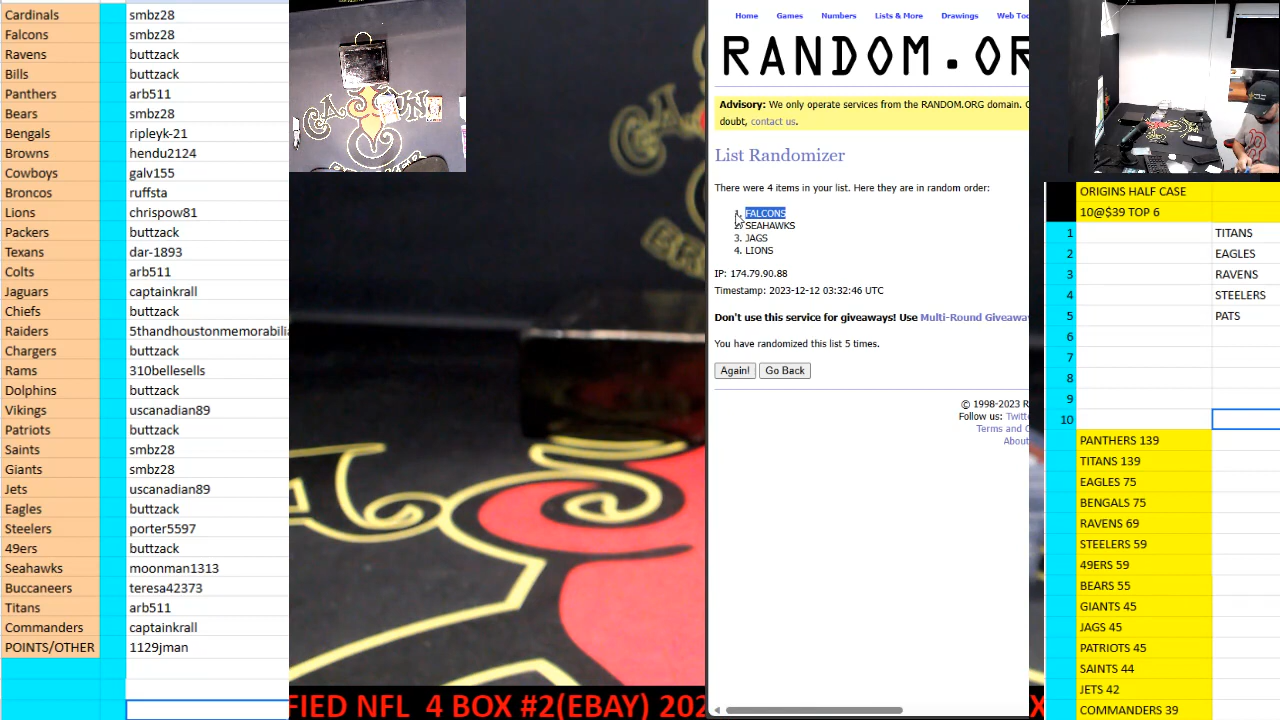 Cardinals smbz28
Falcons smbz28
Ravens buttzack
Bills buttzack
Panthers arb511
Bears smbz28
Bengals ripleyk-21
Browns hendu2124
Cowboys galv155
Broncos ruffsta
Lions chrispow81
Packers buttzack
Texans dar-1893
Colts arb511
Jaguars captainkrall
Chiefs buttzack
Raiders 5thandhoustonmemorabilia
Chargers buttzack
Rams 310bellesells
Dolphins buttzack
Vikings uscanadian89
Patriots buttzack
Saints smbz28
Giants smbz28
Jets uscanadian89
Eagles buttzack
Steelers porter5597
49ers buttzack
Seahawks moonman1313
Buccaneers teresa42373
Titans arb511
Commanders captainkrall
POINTS/OTHER 1129jman
Home Games Numbers Lists & More Drawings Web Too
RANDOM.OR
Advisory: We only operate services from the RANDOM.ORG domain.
doubt, contact us.
List Randomizer
There were 4 items in your list. Here they are in random order:
1. FALCONS
2. SEAHAWKS
3. JAGS
4. LIONS
IP: 174.79.90.88
Timestamp: 2023-12-12 03:32:46 UTC
Don't use this service for giveaways! Use Multi-Round Giveaway
You have randomized this list 5 times.
Again! Go Back
© 1998-2023 R
Follow us: Twitt
Terms and C
About
ORIGINS HALF CASE
10@$39 TOP 6
1 TITANS
2 EAGLES
3 RAVENS
4 STEELERS
5 PATS
6
7
8
9
10
PANTHERS 139
TITANS 139
EAGLES 75
BENGALS 75
RAVENS 69
STEELERS 59
49ERS 59
BEARS 55
GIANTS 45
JAGS 45
PATRIOTS 45
SAINTS 44
JETS 42
COMMANDERS 39
FIED NFL 4 BOX #2(EBAY) 202